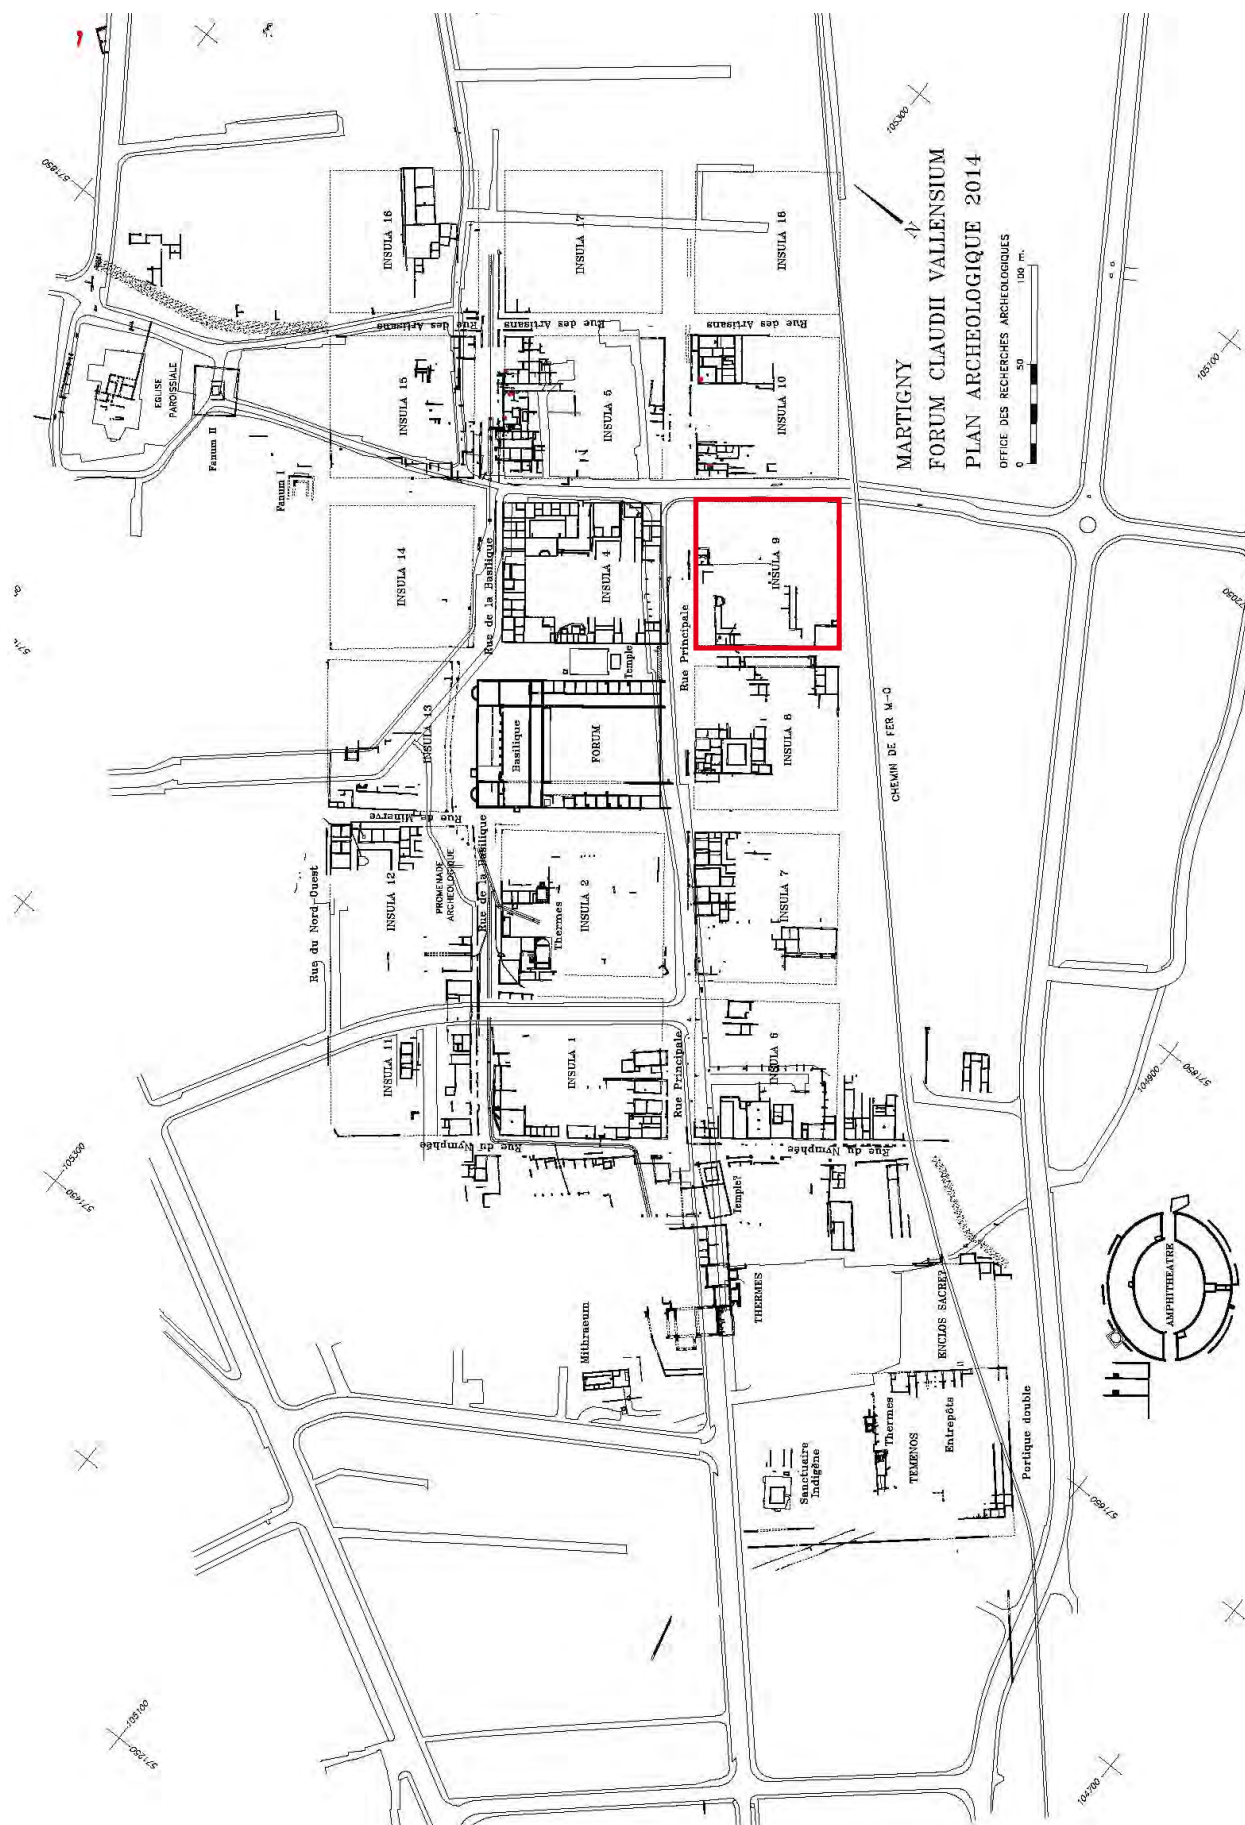 MARTIGNY
FORUM CLAUDII VALLENSIUM
PLAN ARCHEOLOGIQUE 2014
OFFICE DES RECHERCHES ARCHEOLOGIQUES
0 50 100 m.
N
105300
571850
105100
572050
INSULA 16
INSULA 17
INSULA 18
Rue des Artisans
Rue des Artisans
Rue des Artisans
EGLISE
PAROISSIALE
Fanum II
Fanum I
INSULA 15
INSULA 5
INSULA 10
INSULA 14
Rue de la Basilique
INSULA 4
Rue Principale
INSULA 9
Temple
INSULA 13
Basilique
FORUM
INSULA 8
CHEMIN DE FER M-O
Rue de Minerve
Rue du Nord-Ouest
INSULA 12
PROMENADE
ARCHEOLOGIQUE
Rue de la Basilique
Thermes
INSULA 2
INSULA 7
INSULA 11
INSULA 1
Rue Principale
INSULA 6
104900
571850
Rue du Nymphée
Rue du Nymphée
105300
571450
Temple?
THERMES
ENCLOS SACRE?
AMPHITHEATRE
Mithraeum
Sanctuaire
Indigène
Thermes
TEMENOS
Entrepôts
Portique double
571650
105100
571250
104700